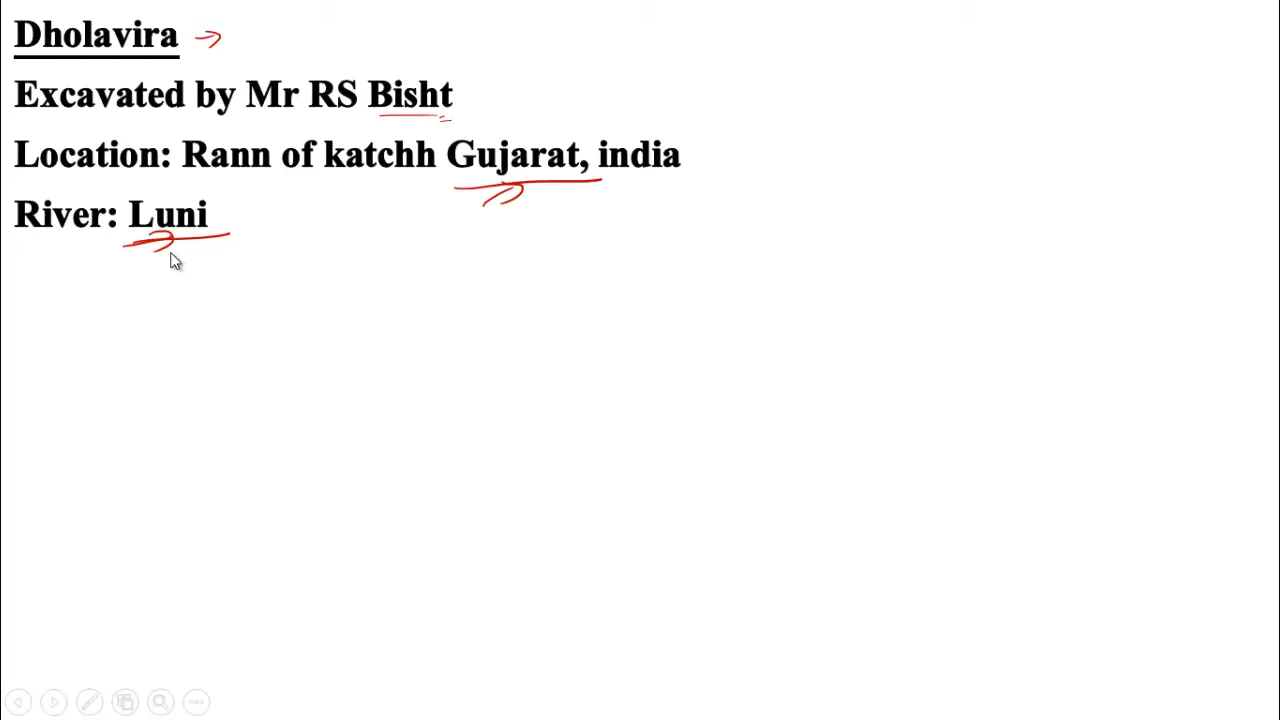 Dholavira
Excavated by Mr RS Bisht
Location: Rann of katchh Gujarat, india
River: Luni